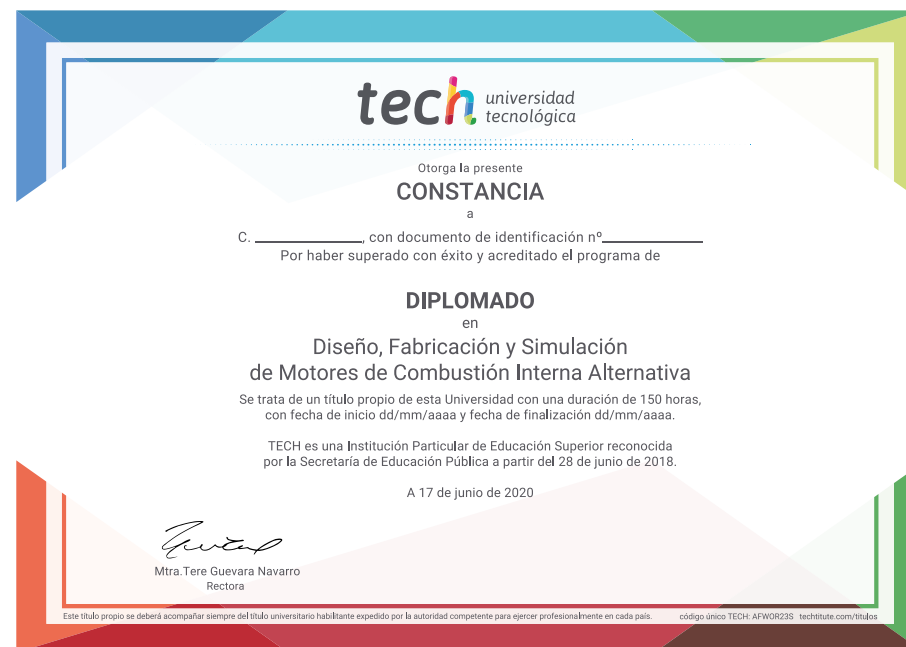 tech universidad
tecnológica
Otorga la presente
CONSTANCIA
a
C. ____________, con documento de identificación nº____________
Por haber superado con éxito y acreditado el programa de
DIPLOMADO
en
Diseño, Fabricación y Simulación
de Motores de Combustión Interna Alternativa
Se trata de un título propio de esta Universidad con una duración de 150 horas,
con fecha de inicio dd/mm/aaaa y fecha de finalización dd/mm/aaaa.
TECH es una Institución Particular de Educación Superior reconocida
por la Secretaría de Educación Pública a partir del 28 de junio de 2018.
A 17 de junio de 2020
Mtra.Tere Guevara Navarro
Rectora
Este título propio se deberá acompañar siempre del título universitario habilitante expedido por la autoridad competente para ejercer profesionalmente en cada país. código único TECH: AFWOR23S techtitute.com/titulos